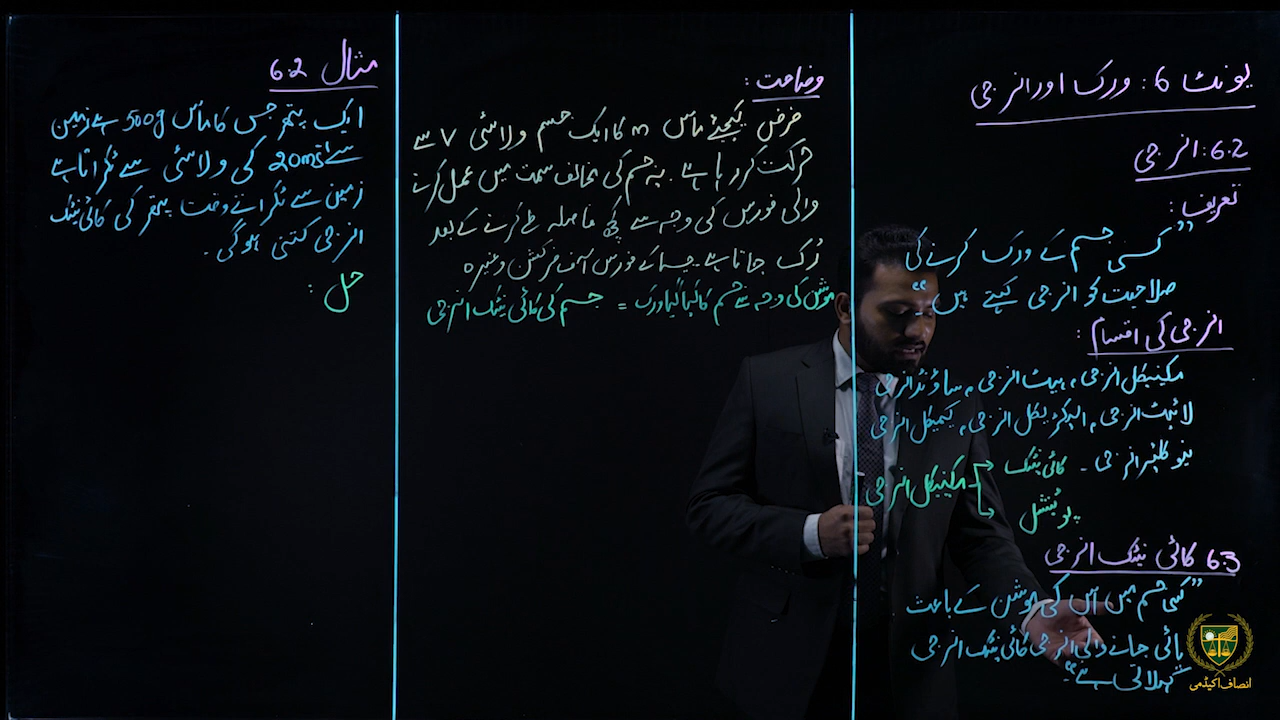 یونٹ 6: ورک اور انرجی
6.2: انرجی
تعریف:
"کسی جسم کے ورک کرنے کی
صلاحیت کو انرجی کہتے ہیں"
انرجی کی اقسام:
مکینیکل انرجی، ہیٹ انرجی، ساؤنڈ انرجی
لائیٹ انرجی، الیکٹریکل انرجی، کیمیکل انرجی
نیوکلیئر انرجی۔
مکینیکل انرجی
کائی نیٹک
پوٹینشل
6.3 کائی نیٹک انرجی
"کسی جسم میں اس کی موشن کے باعث
پائی جانے والی انرجی کائی نیٹک انرجی
کہلاتی ہے"۔
وضاحت:
فرض کیجئے ماس m کا ایک جسم ولاسٹی v سے
حرکت کر رہا ہے۔ یہ جسم کی مخالف سمت میں عمل کرنے
والی فورس کی وجہ سے کچھ فاصلہ طے کرنے کے بعد
رُک جاتا ہے۔ جیسا کے فورس آف فرکشن وغیرہ
موشن کی وجہ سے جسم کا کیا گیا ورک = جسم کی کائی نیٹک انرجی
مثال 6.2
ایک پتھر جس کا ماس 500g ہے زمین
سے 20ms⁻¹ کی ولاسٹی سے ٹکراتا ہے
زمین سے ٹکراتے وقت پتھر کی کائی نیٹک
انرجی کتنی ہوگی۔
حل:
انصاف اکیڈمی